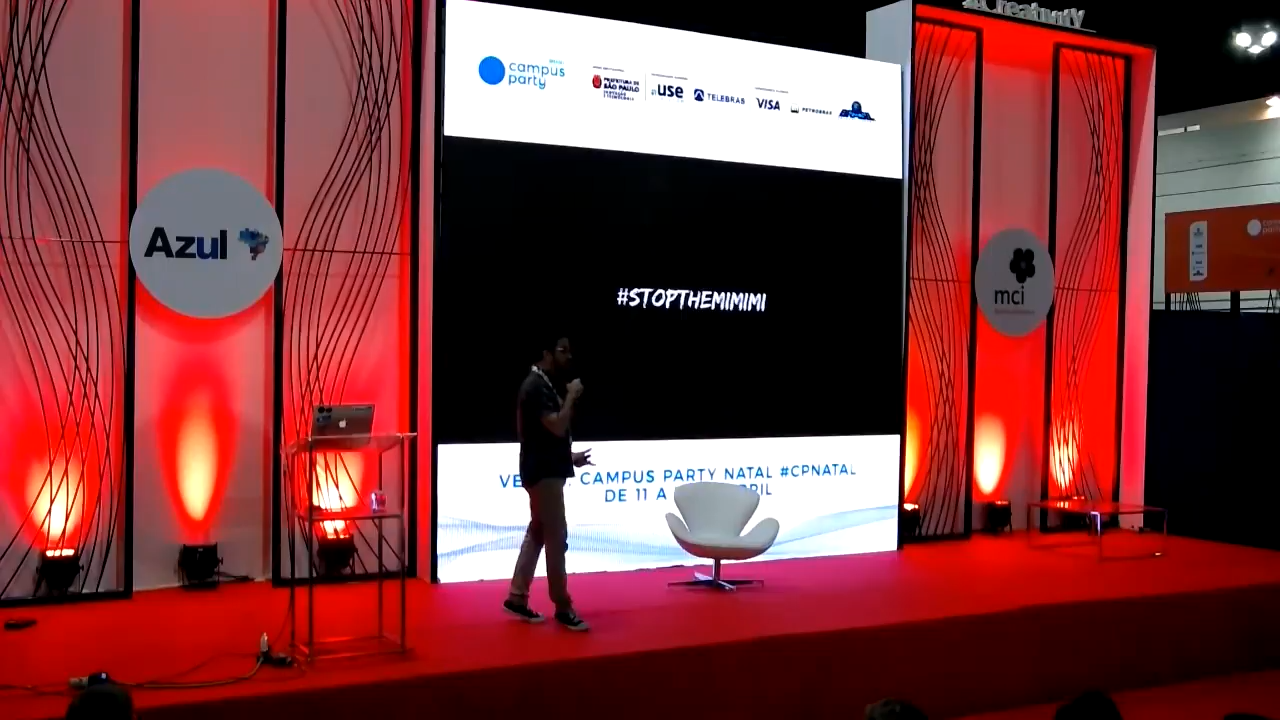 #Creativity
campus
party
PREFEITURA DE
SÃO PAULO
use
TELEBRAS
VISA
PETROBRAS
Azul
mci
#STOPTHEMIMIMI
CAMPUS PARTY NATAL #CPNATAL
DE 11 A